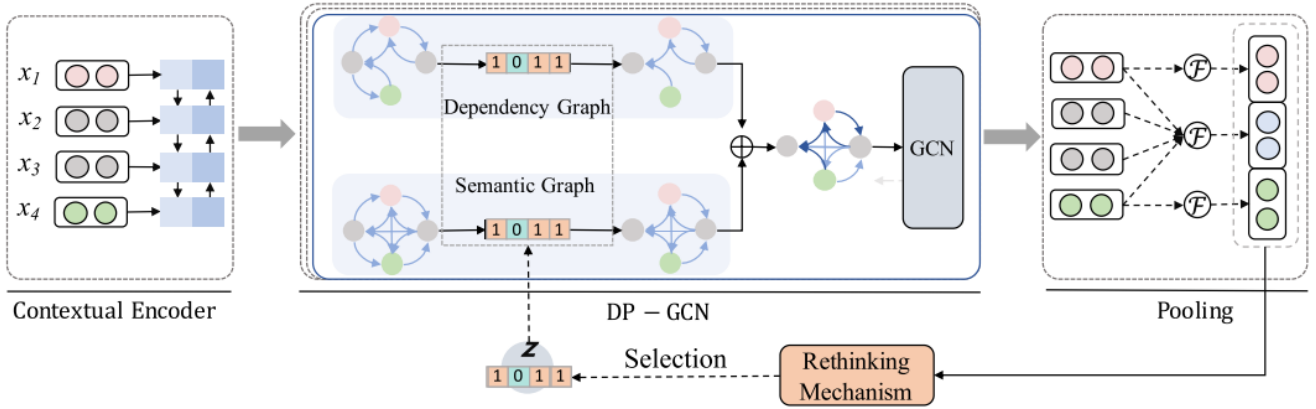 x1
x2
x3
x4
Contextual Encoder
1 0 1 1
Dependency Graph
Semantic Graph
1 0 1 1
GCN
DP – GCN
F
F
F
Pooling
z
1 0 1 1
Selection
Rethinking
Mechanism